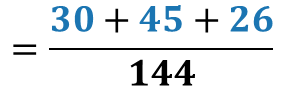 = 30 + 45 + 26
144